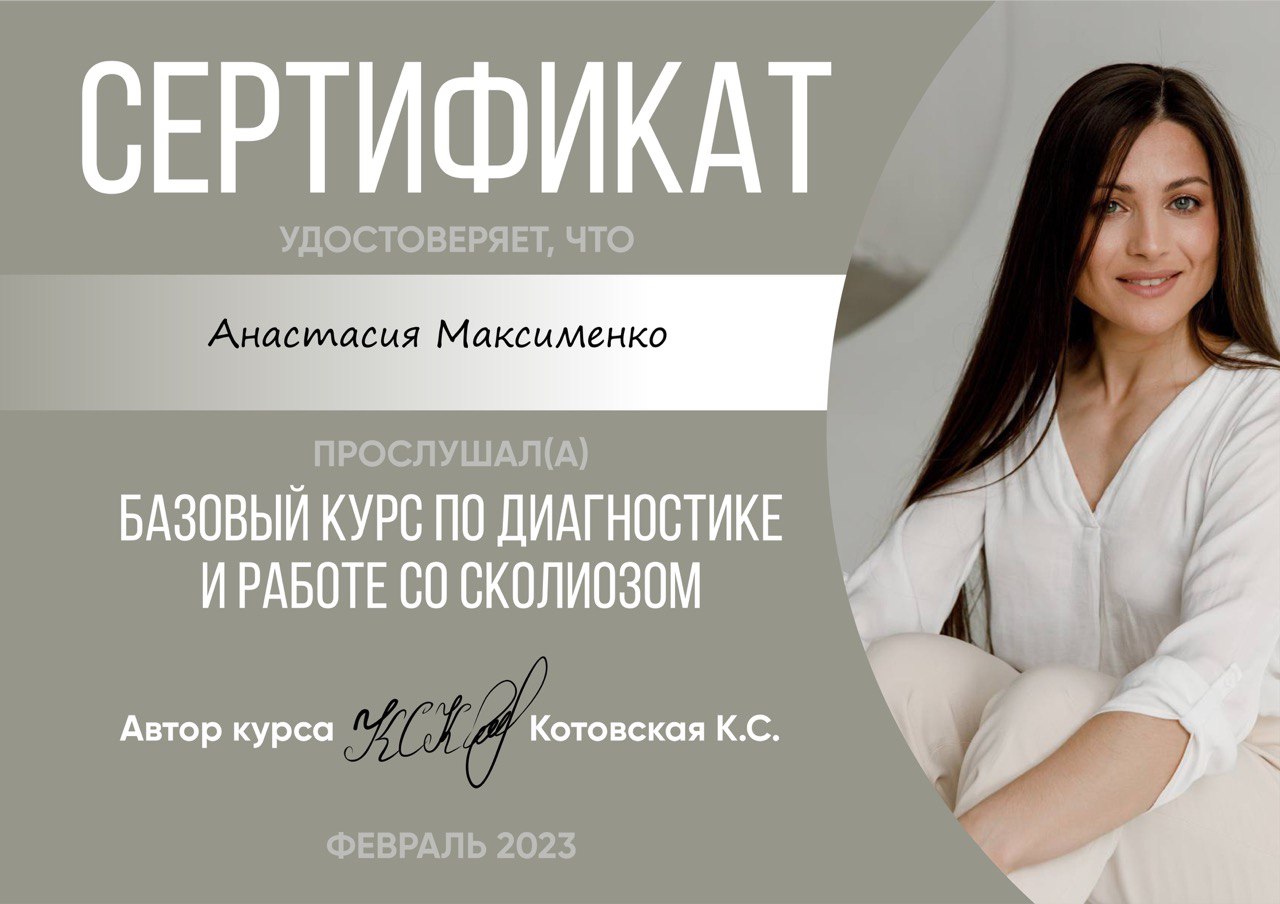 СЕРТИФИКАТ
УДОСТОВЕРЯЕТ, ЧТО
Анастасия Максименко
ПРОСЛУШАЛ(А)
БАЗОВЫЙ КУРС ПО ДИАГНОСТИКЕ
И РАБОТЕ СО СКОЛИОЗОМ
Автор курса Котовская К.С.
ФЕВРАЛЬ 2023